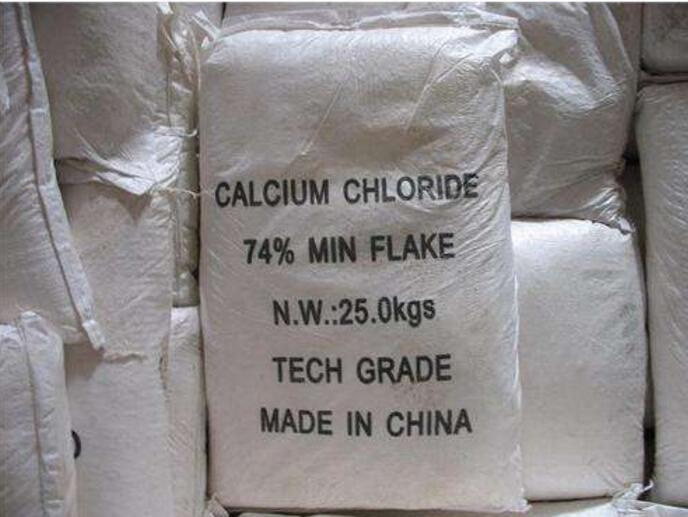 CALCIUM CHLORIDE
74% MIN FLAKE
N.W.:25.0kgs
TECH GRADE
MADE IN CHINA